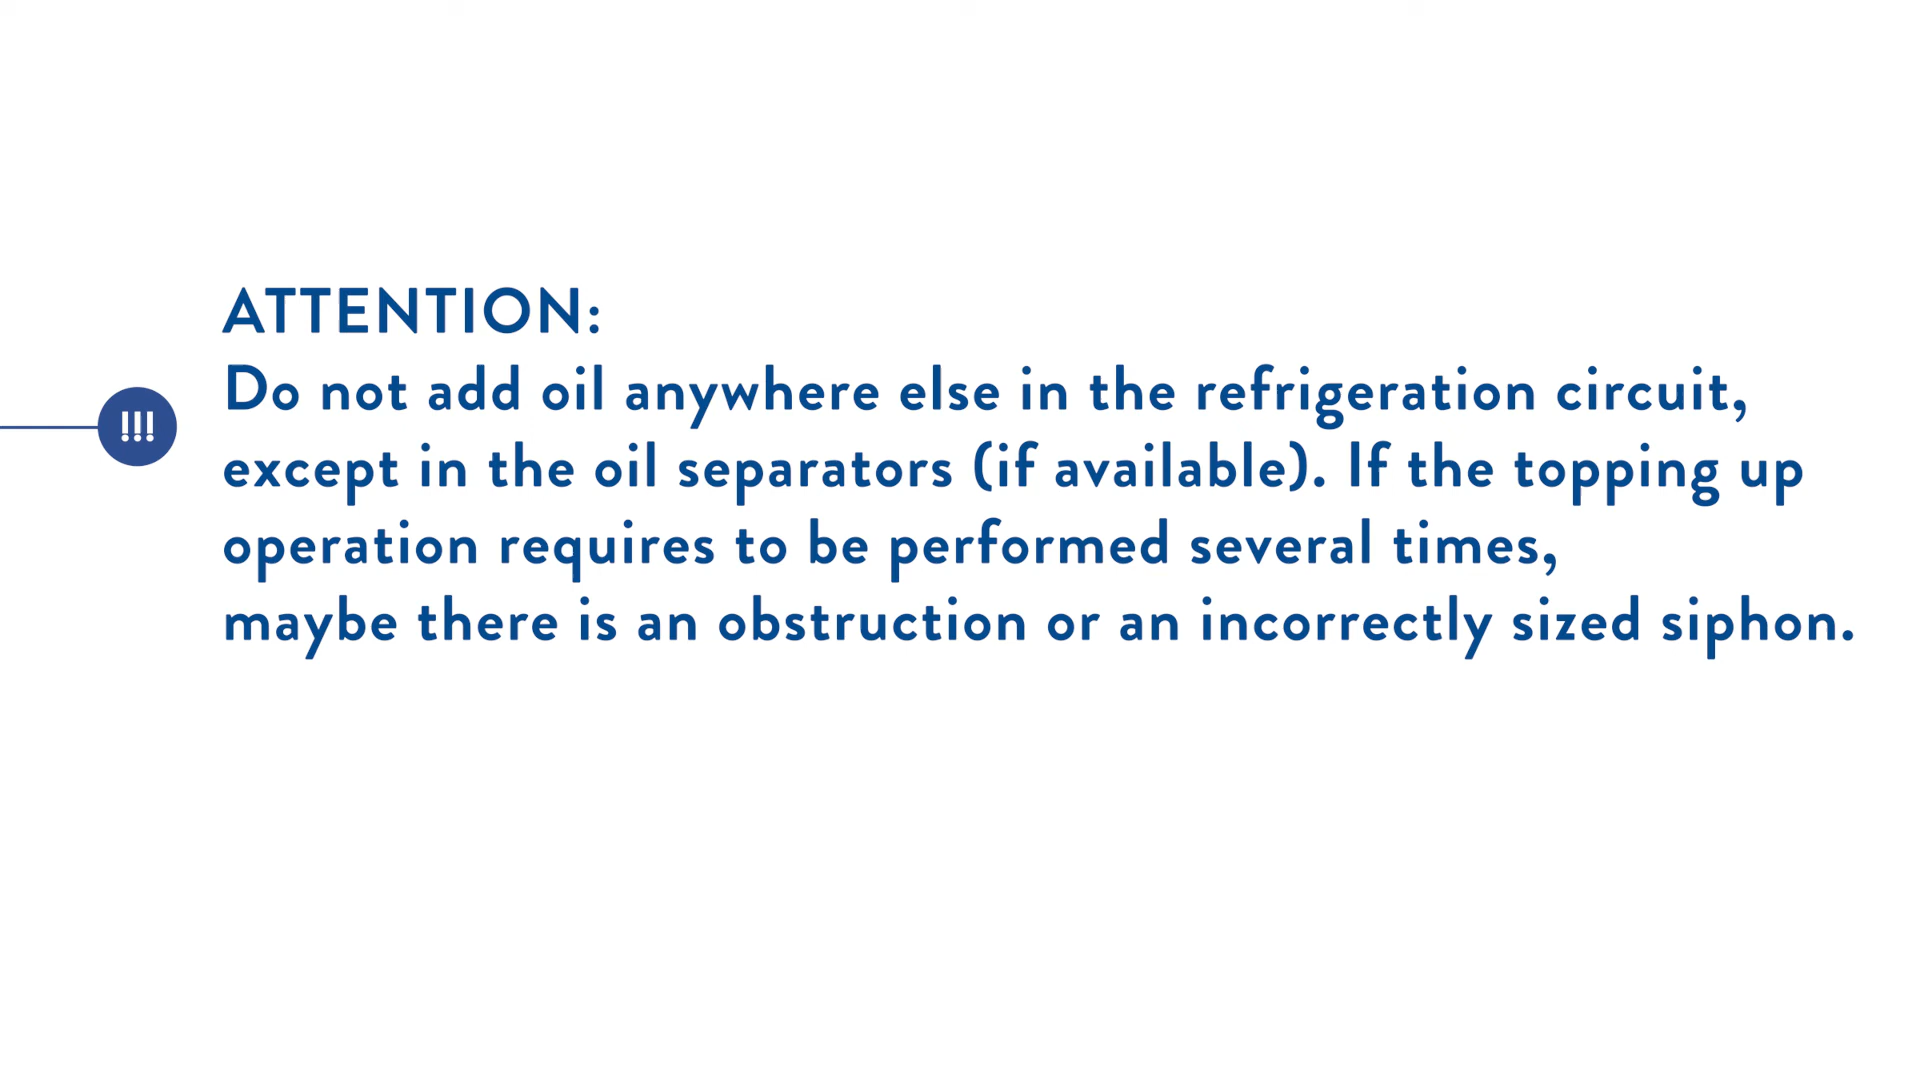 ATTENTION:
Do not add oil anywhere else in the refrigeration circuit,
!!!
except in the oil separators (if available). If the topping up
operation requires to be performed several times,
maybe there is an obstruction or an incorrectly sized siphon.